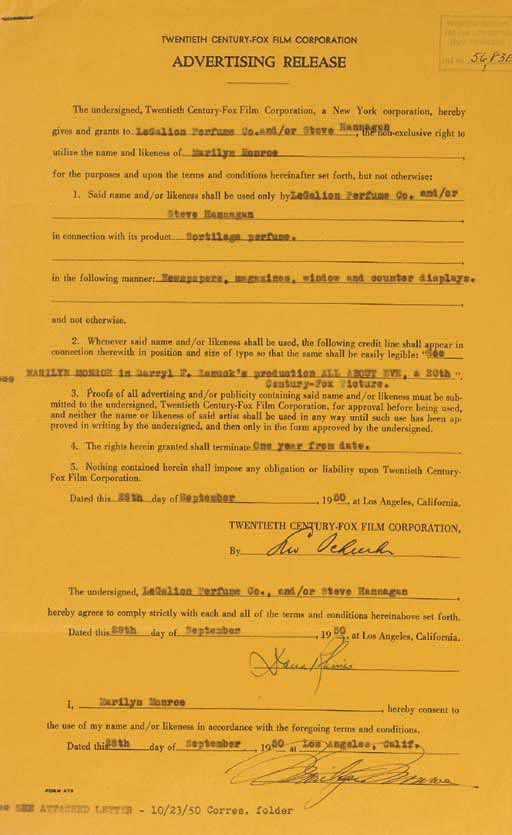 TWENTIETH CENTURY-FOX FILM CORPORATION
ADVERTISING RELEASE
5683E
The undersigned, Twentieth Century-Fox Film Corporation, a New York corporation, hereby
gives and grants to LeGalion Perfume Co.and/or Steve Hannagan, the non-exclusive right to
utilize the name and likeness of Marilyn Monroe,
for the purposes and upon the terms and conditions hereinafter set forth, but not otherwise:
1. Said name and/or likeness shall be used only by LeGalion Perfume Co. and/or
Steve Hannagan
in connection with its product Sortilege perfume.
in the following manner: Newspapers, magazines, window and counter displays.
and not otherwise.
2. Whenever said name and/or likeness shall be used, the following credit line shall appear in
connection therewith in position and size of type so that the same shall be easily legible: "See
** MARILYN MONROE in Darryl F. Zanuck's production ALL ABOUT EVE, a 20th".
Century-Fox Picture.
3. Proofs of all advertising and/or publicity containing said name and/or likeness must be sub-
mitted to the undersigned, Twentieth Century-Fox Film Corporation, for approval before being used,
and neither the name or likeness of said artist shall be used in any way until such use has been ap-
proved in writing by the undersigned, and then only in the form approved by the undersigned.
4. The rights herein granted shall terminate One year from date.
5. Nothing contained herein shall impose any obligation or liability upon Twentieth Century-
Fox Film Corporation.
Dated this 28th day of September, 1950, at Los Angeles, California.
TWENTIETH CENTURY-FOX FILM CORPORATION,
By
The undersigned, LeGalion Perfume Co., and/or Steve Hannagan
hereby agrees to comply strictly with each and all of the terms and conditions hereinabove set forth.
Dated this 28th day of September, 1950, at Los Angeles, California.
I, Marilyn Monroe, hereby consent to
the use of my name and/or likeness in accordance with the foregoing terms and conditions.
Dated this 28th day of September, 1950 at Los Angeles, Calif.
Marilyn Monroe
FORM 479
** SEE ATTACHED LETTER - 10/23/50 Corres. folder